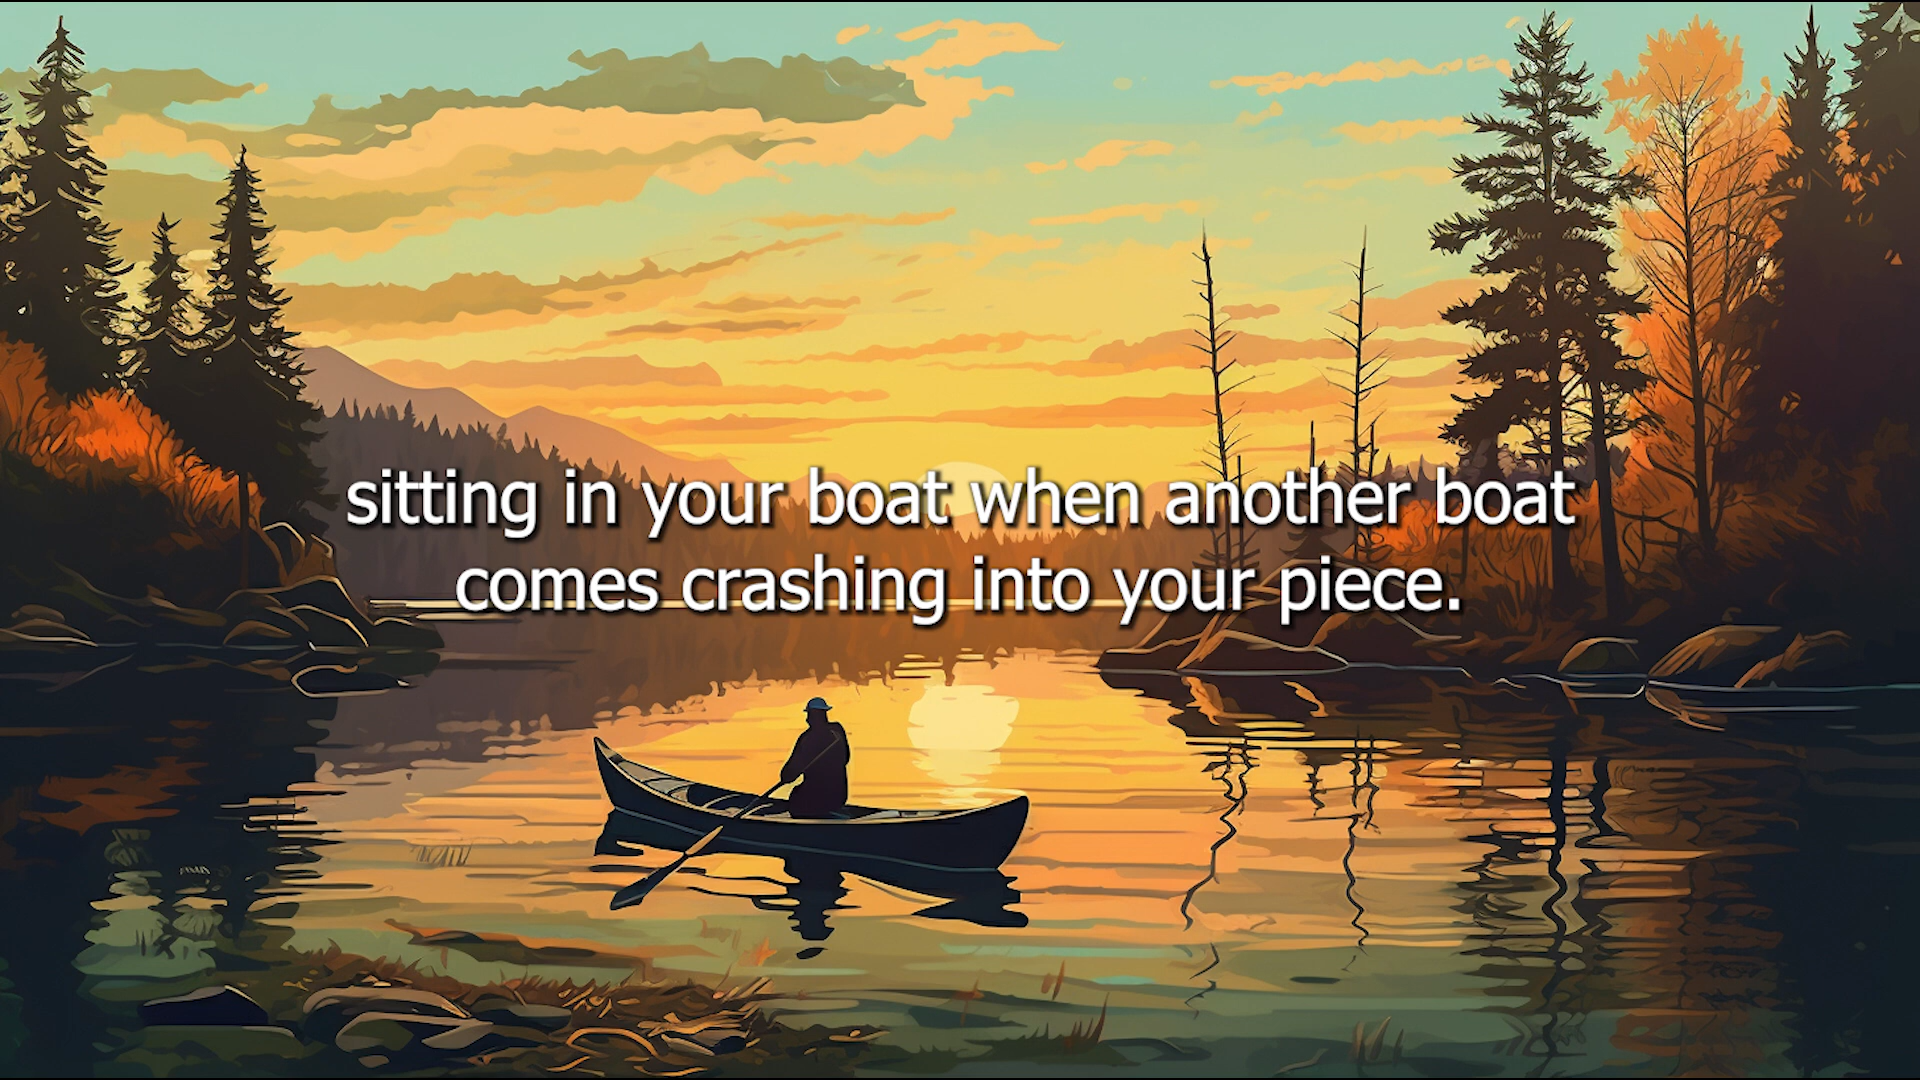 sitting in your boat when another boat
comes crashing into your piece.